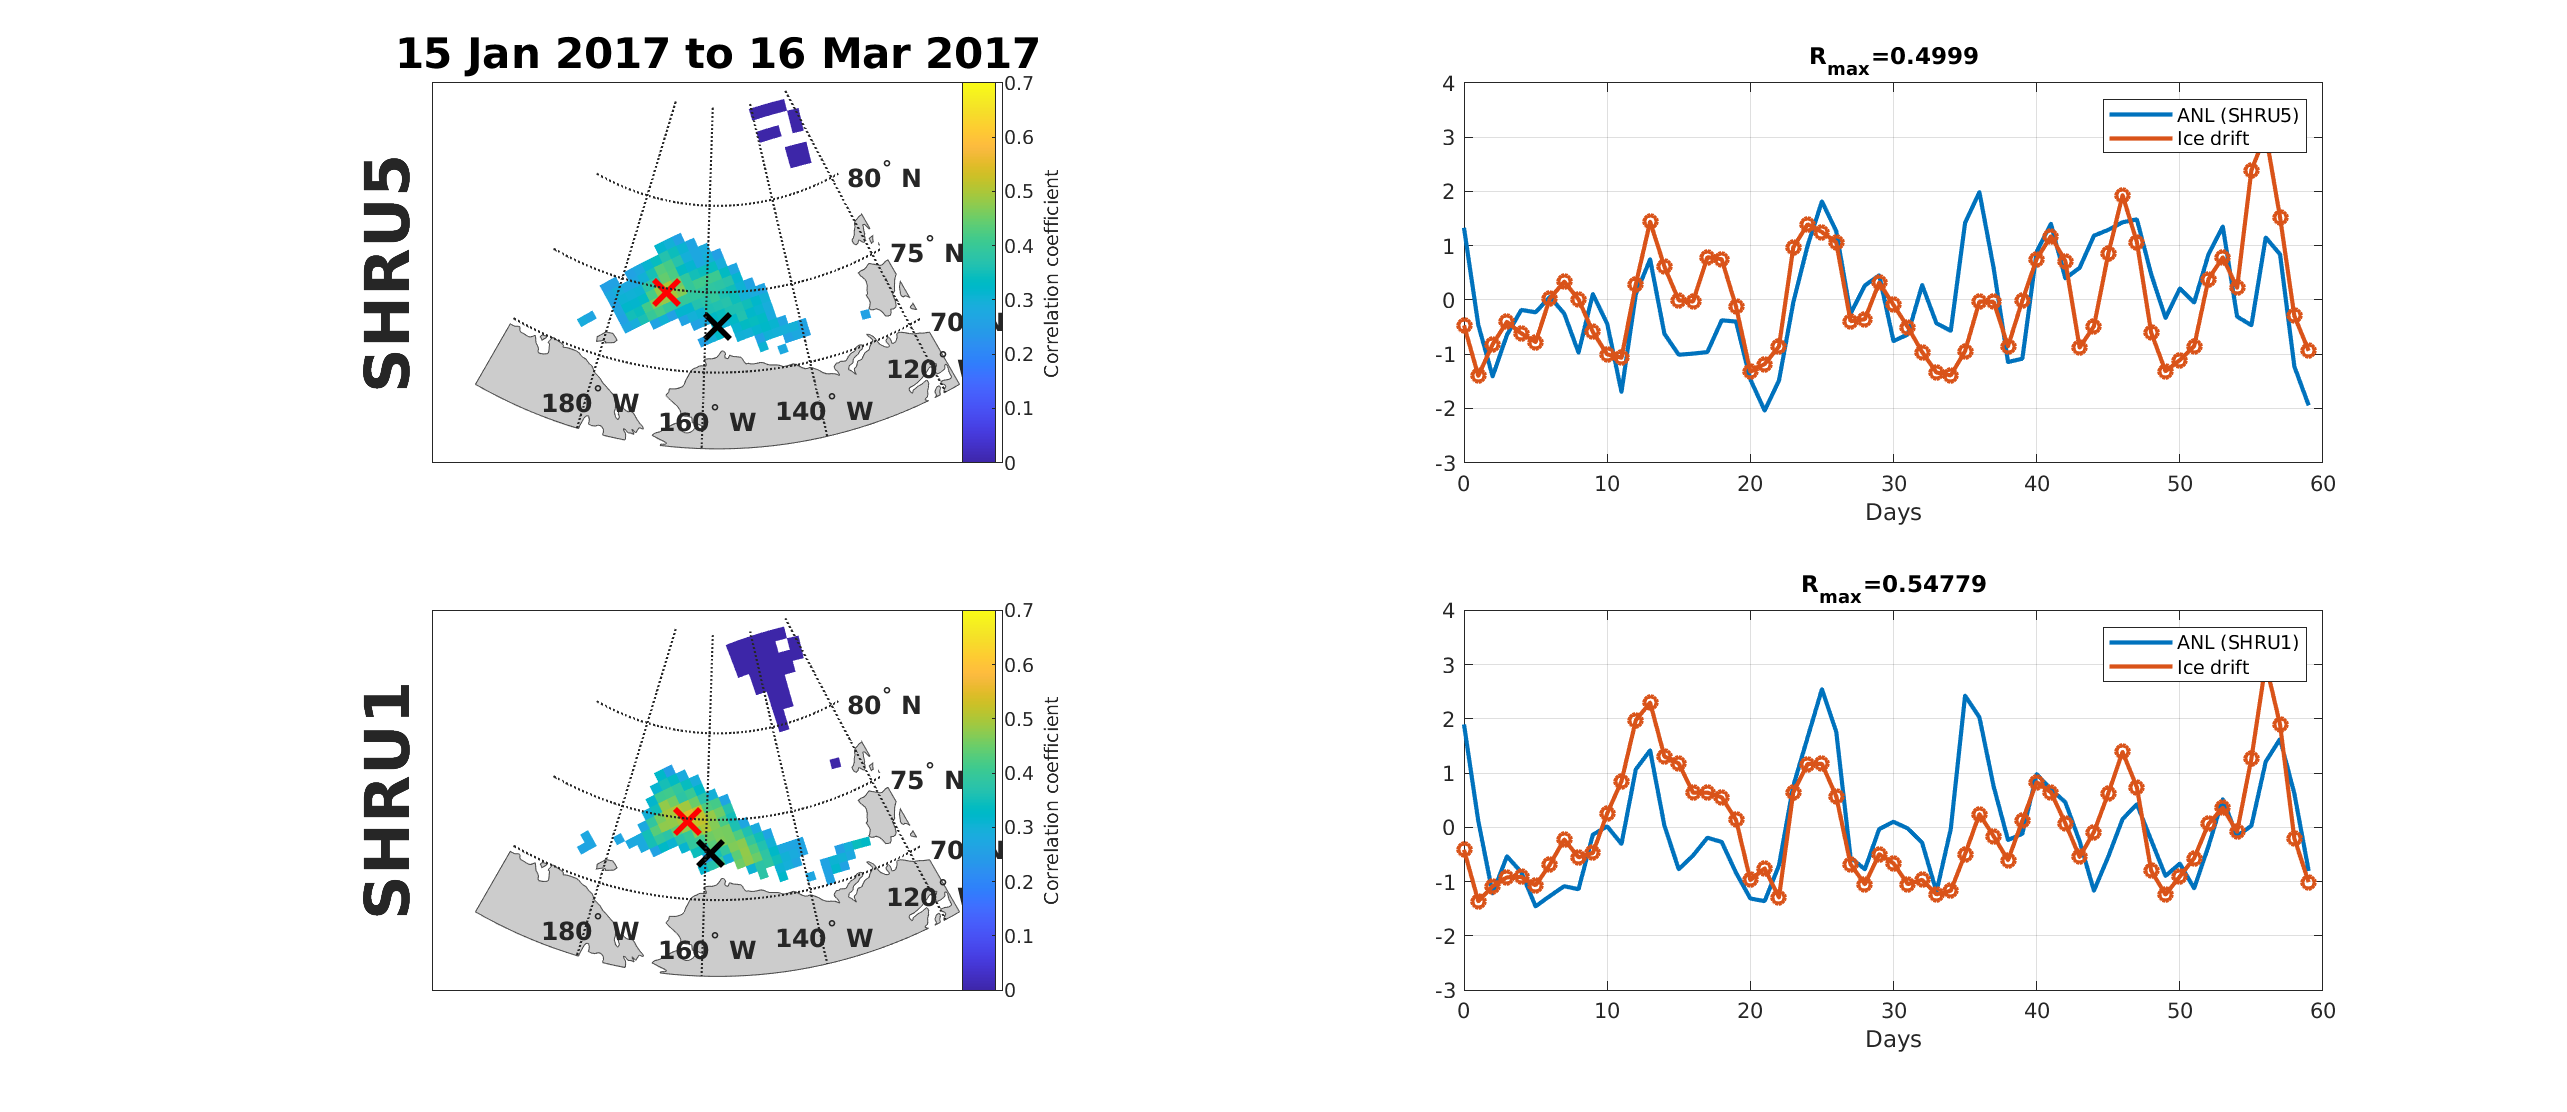 15 Jan 2017 to 16 Mar 2017
SHRU5
80° N
75° N
70° N
180° W
160° W
140° W
120° W
0.7
0.6
0.5
0.4
0.3
0.2
0.1
0
Correlation coefficient
Rmax=0.4999
ANL (SHRU5)
Ice drift
4
3
2
1
0
-1
-2
-3
0 10 20 30 40 50 60
Days
SHRU1
80° N
75° N
70° N
180° W
160° W
140° W
120° W
0.7
0.6
0.5
0.4
0.3
0.2
0.1
0
Correlation coefficient
Rmax=0.54779
ANL (SHRU1)
Ice drift
4
3
2
1
0
-1
-2
-3
0 10 20 30 40 50 60
Days